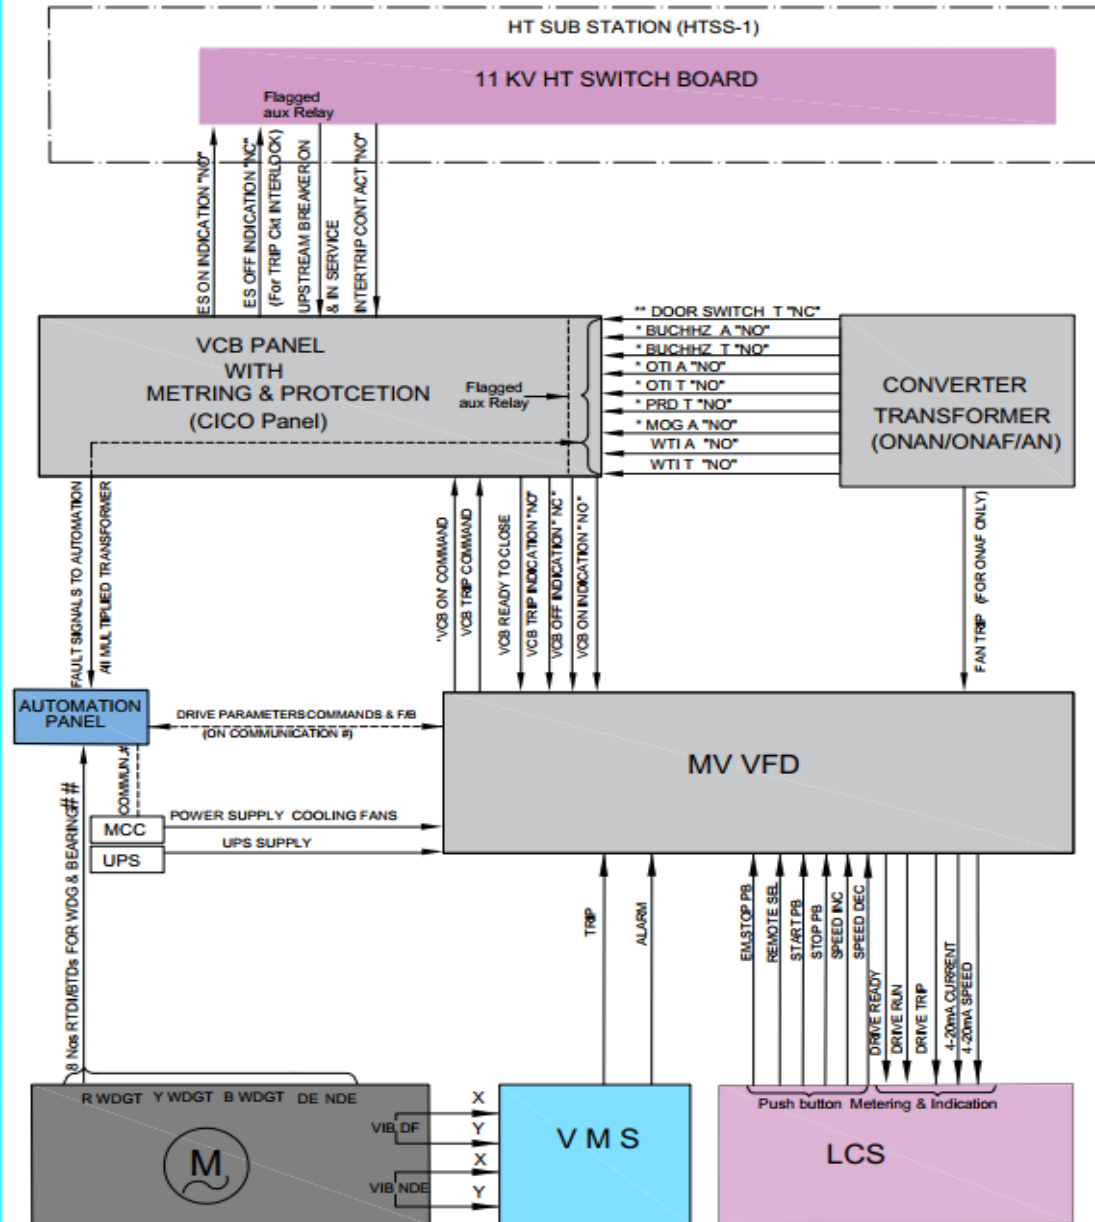 HT SUB STATION (HTSS-1)
11 KV HT SWITCH BOARD
Flagged
aux Relay
ES ON INDICATION "NO"
ES OFF INDICATION "NC"
(For TRIP Ckt INTERLOCK)
UPSTREAM BREAKER ON
& IN SERVICE
INTERTRIP CONTACT "NO"
VCB PANEL
WITH
METRING & PROTCETION
(CICO Panel)
Flagged
aux Relay
** DOOR SWITCH T "NC"
* BUCHHZ A "NO"
* BUCHHZ T "NO"
* OTI A "NO"
* OTI T "NO"
* PRD T "NO"
* MOG A "NO"
WTI A "NO"
WTI T "NO"
CONVERTER
TRANSFORMER
(ONAN/ONAF/AN)
FAULT SIGNALS TO AUTOMATION
All MULTIPLIED TRANSFORMER
'VCB ON' COMMAND
VCB TRIP COMMAND
VCB READY TO CLOSE
VCB TRIP INDICATION "NO"
VCB OFF INDICATION "NC"
VCB ON INDICATION "NO"
FAN TRIP (FOR ONAF ONLY)
AUTOMATION
PANEL
DRIVE PARAMETERS COMMANDS & F/B
(ON COMMUNICATION #)
MV VFD
COMMUN.#
MCC
POWER SUPPLY COOLING FANS
UPS
UPS SUPPLY
8 Nos RTDII/BTDs FOR WDG & BEARING##
TRIP
ALARM
EM.STOP PB
REMOTE SEL
START PB
STOP PB
SPEED INC
SPEED DEC
DRIVE READY
DRIVE RUN
DRIVE TRIP
4-20mA CURRENT
4-20mA SPEED
R WDGT Y WDGT B WDGT DE NDE
M
VIB DF
X
Y
VIB NDE
X
Y
V M S
Push button Metering & Indication
LCS